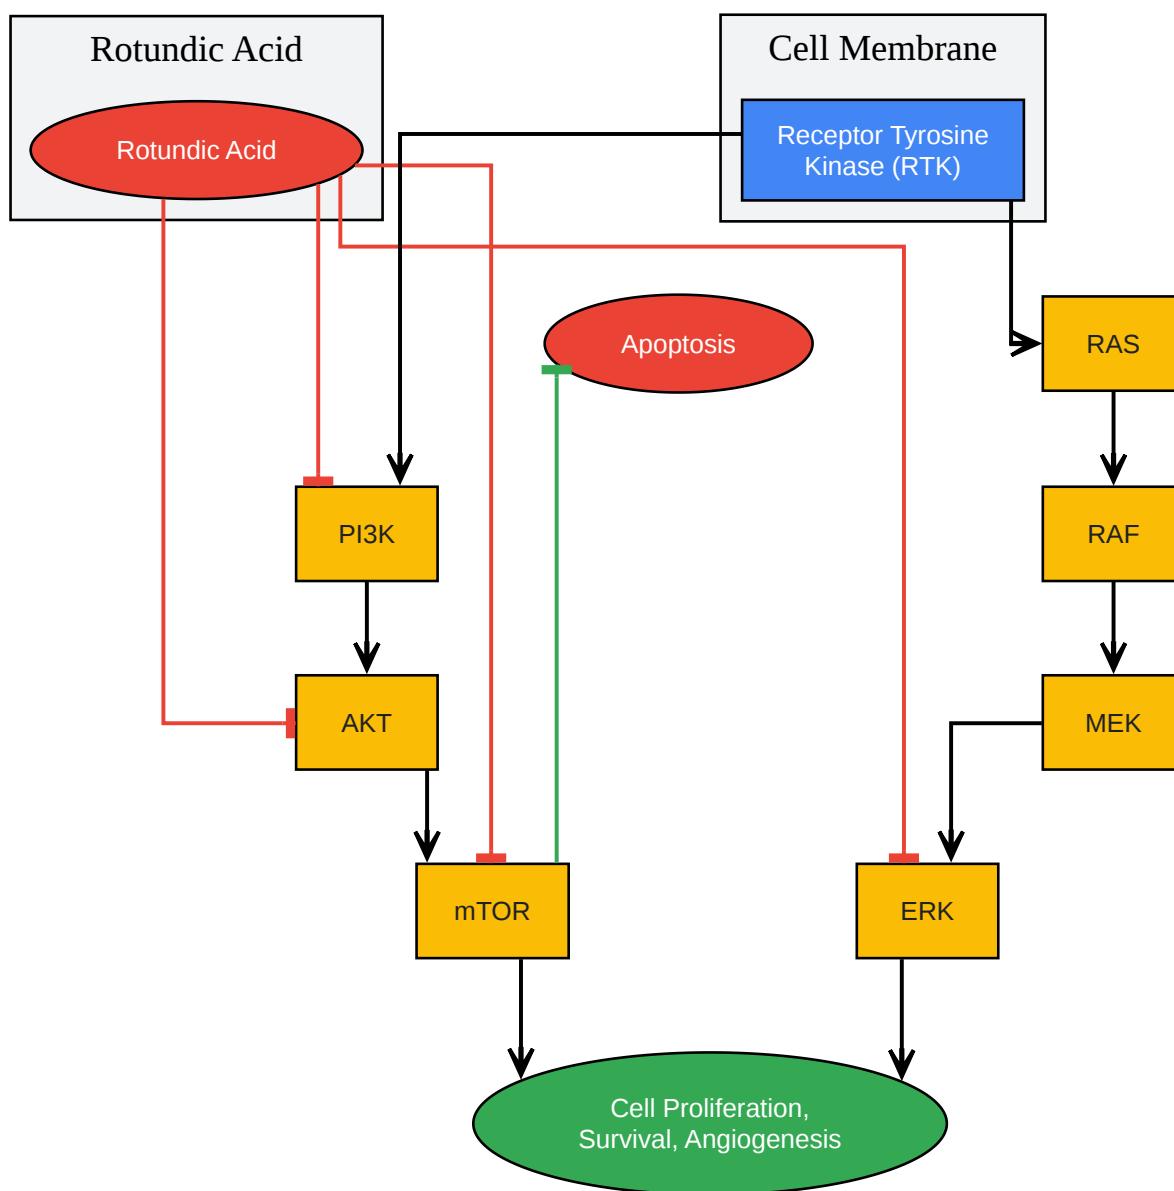 Rotundic Acid
Cell Membrane
Rotundic Acid
Receptor Tyrosine
Kinase (RTK)
Apoptosis
RAS
PI3K
RAF
AKT
MEK
mTOR
ERK
Cell Proliferation,
Survival, Angiogenesis